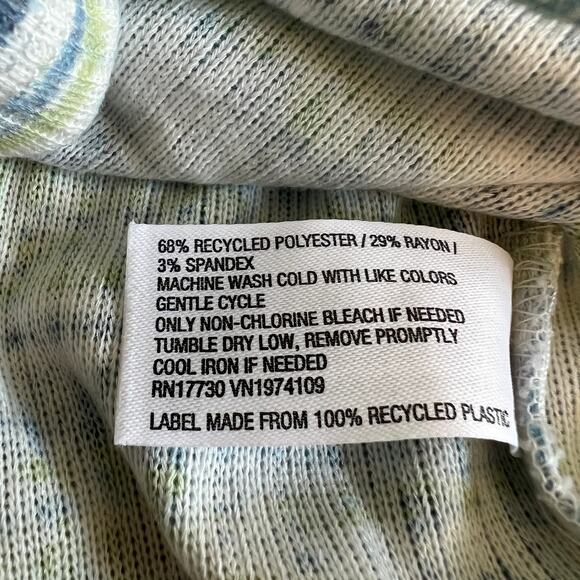 68% RECYCLED POLYESTER / 29% RAYON /
3% SPANDEX
MACHINE WASH COLD WITH LIKE COLORS
GENTLE CYCLE
ONLY NON-CHLORINE BLEACH IF NEEDED
TUMBLE DRY LOW, REMOVE PROMPTLY
COOL IRON IF NEEDED
RN17730 VN1974109
LABEL MADE FROM 100% RECYCLED PLASTIC